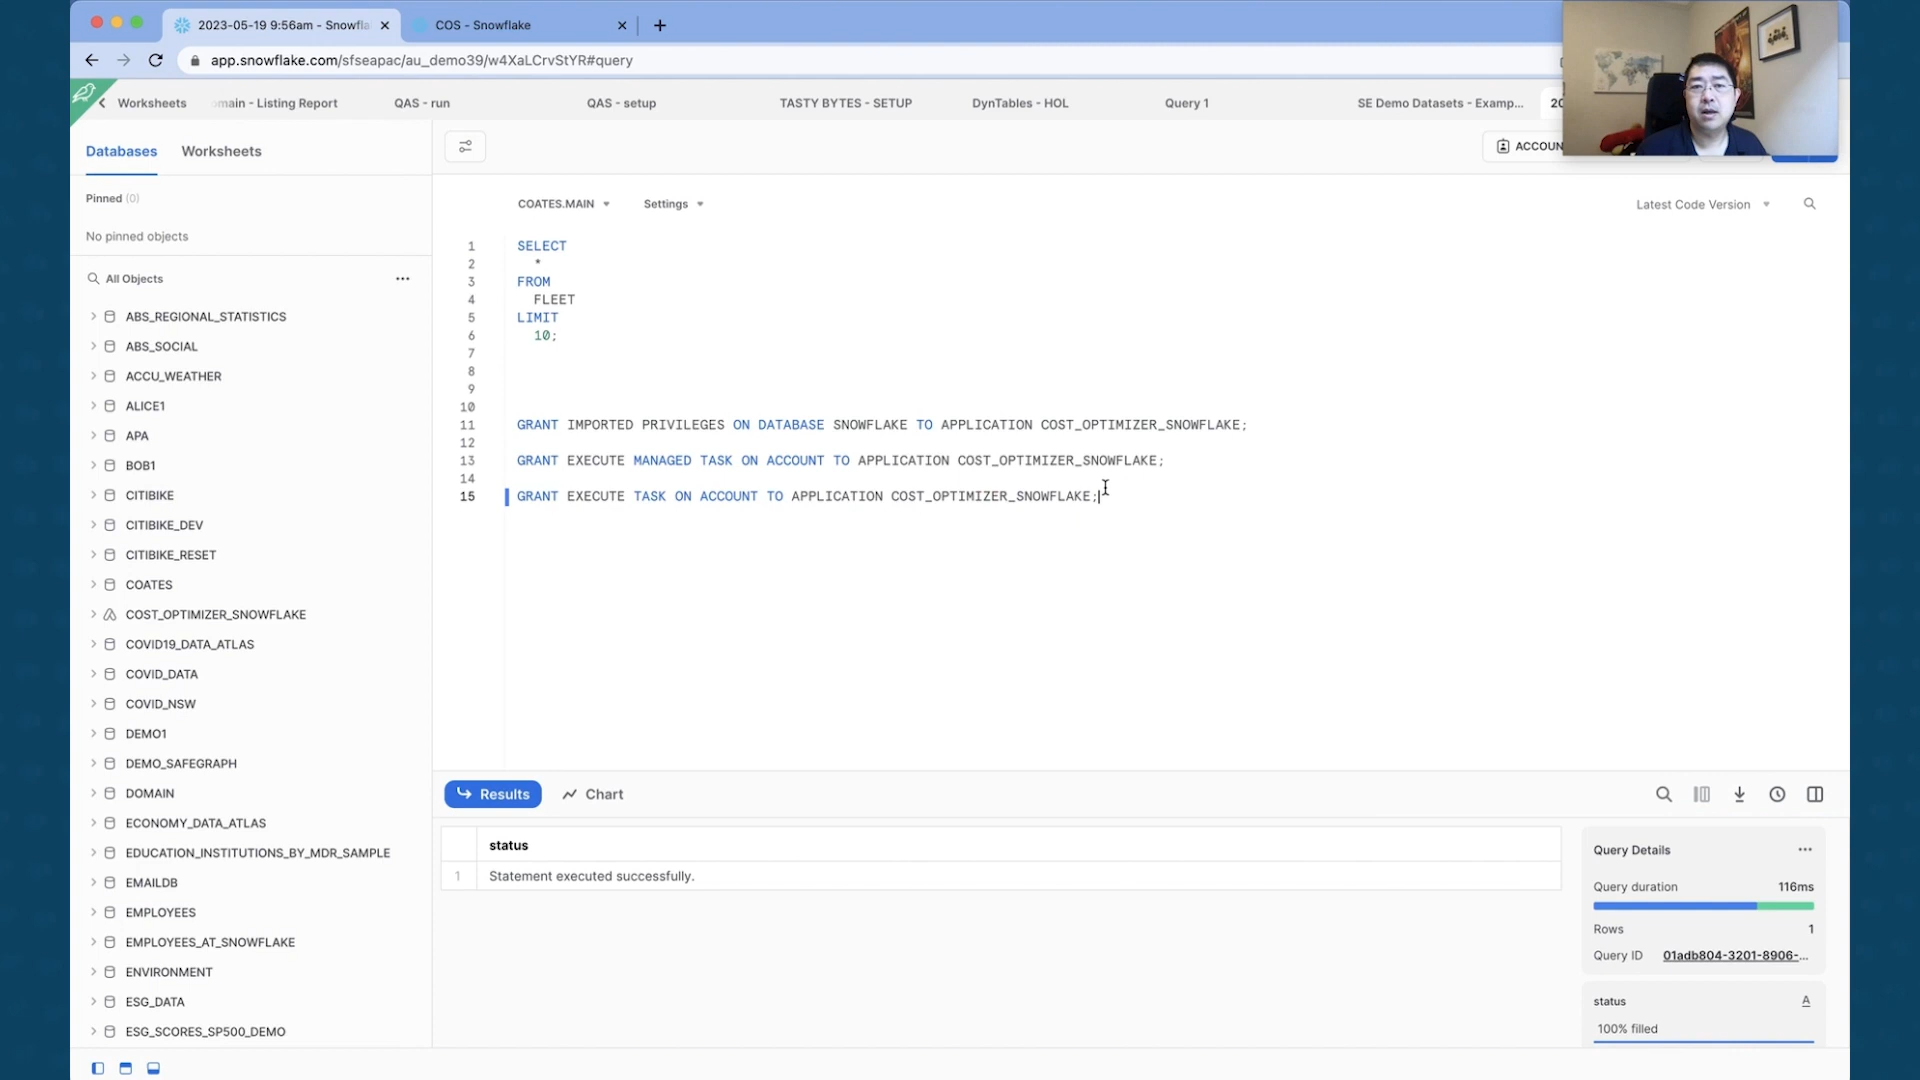 2023-05-19 9:56am - Snowfla
COS - Snowflake
app.snowflake.com/sfseapac/au_demo39/w4XaLCrvStYR#query
Worksheets
main - Listing Report
QAS - run
QAS - setup
TASTY BYTES - SETUP
DynTables - HOL
Query 1
SE Demo Datasets - Examp...
20
Databases
Worksheets
ACCOUN
Pinned (0)
No pinned objects
All Objects
ABS_REGIONAL_STATISTICS
ABS_SOCIAL
ACCU_WEATHER
ALICE1
APA
BOB1
CITIBIKE
CITIBIKE_DEV
CITIBIKE_RESET
COATES
COST_OPTIMIZER_SNOWFLAKE
COVID19_DATA_ATLAS
COVID_DATA
COVID_NSW
DEMO1
DEMO_SAFEGRAPH
DOMAIN
ECONOMY_DATA_ATLAS
EDUCATION_INSTITUTIONS_BY_MDR_SAMPLE
EMAILDB
EMPLOYEES
EMPLOYEES_AT_SNOWFLAKE
ENVIRONMENT
ESG_DATA
ESG_SCORES_SP500_DEMO
COATES.MAIN
Settings
Latest Code Version
1 SELECT
2 *
3 FROM
4 FLEET
5 LIMIT
6 10;
7
8
9
10
11 GRANT IMPORTED PRIVILEGES ON DATABASE SNOWFLAKE TO APPLICATION COST_OPTIMIZER_SNOWFLAKE;
12
13 GRANT EXECUTE MANAGED TASK ON ACCOUNT TO APPLICATION COST_OPTIMIZER_SNOWFLAKE;
14
15 GRANT EXECUTE TASK ON ACCOUNT TO APPLICATION COST_OPTIMIZER_SNOWFLAKE;
Results
Chart
status
1 Statement executed successfully.
Query Details
...
Query duration 116ms
Rows 1
Query ID 01adb804-3201-8906-...
status A
100% filled